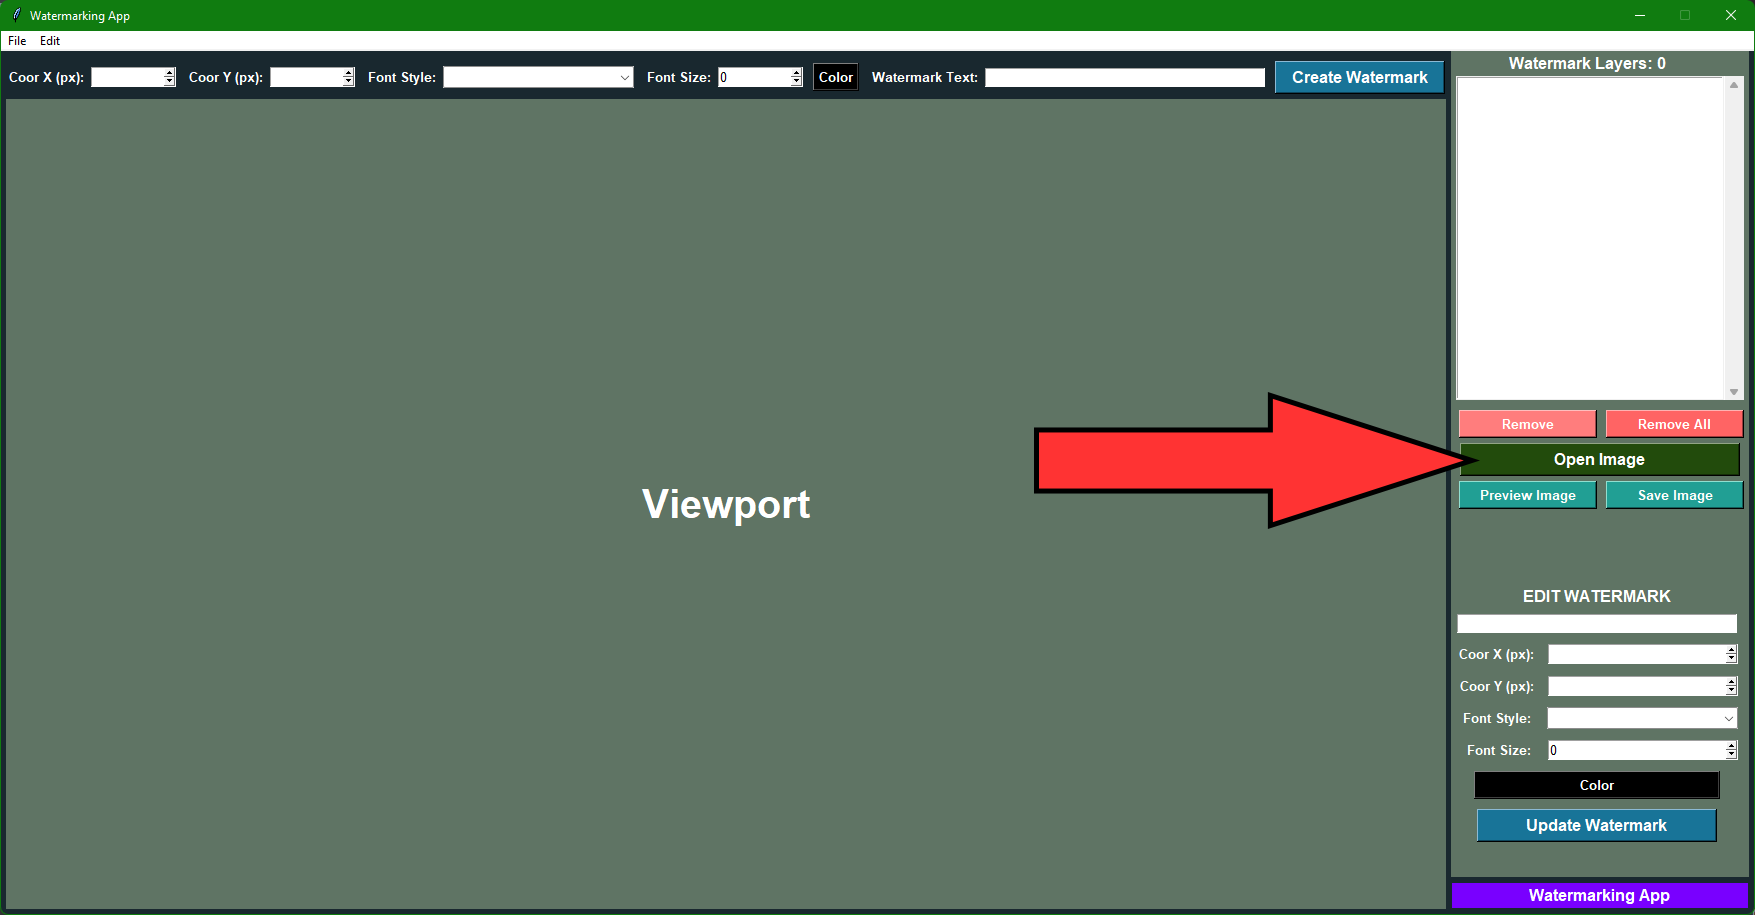 Watermarking App
File Edit
Coor X (px): Coor Y (px): Font Style: Font Size: 0 Color Watermark Text: Create Watermark
Watermark Layers: 0
Remove Remove All
Open Image
Preview Image Save Image
Viewport
EDIT WATERMARK
Coor X (px):
Coor Y (px):
Font Style:
Font Size: 0
Color
Update Watermark
Watermarking App